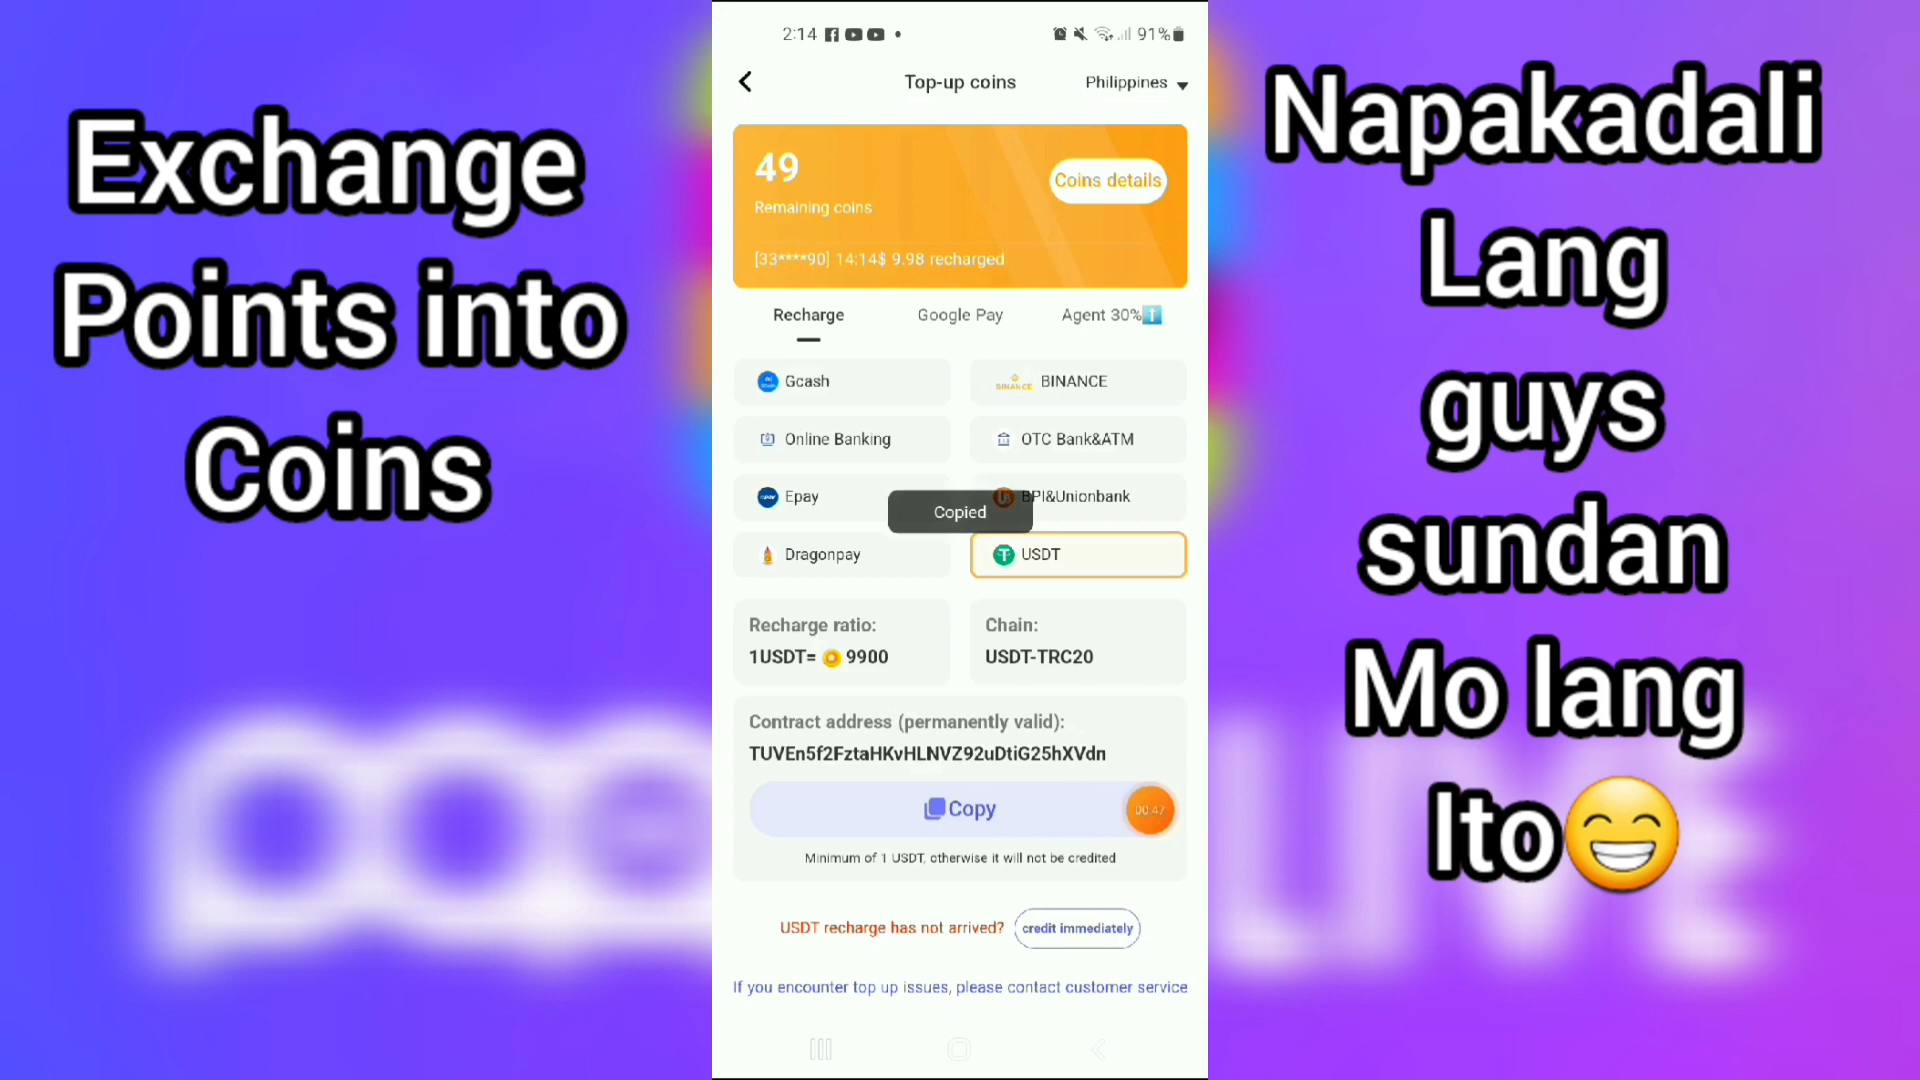 Exchange
Points into
Coins
2:14
91%
Top-up coins
Philippines
49
Remaining coins
Coins details
[33****90] 14:14$ 9.98 recharged
Recharge
Google Pay
Agent 30%
Gcash
BINANCE BINANCE
Online Banking
OTC Bank&ATM
Epay
BPI&Unionbank
Copied
Dragonpay
USDT
Recharge ratio:
1USDT= 9900
Chain:
USDT-TRC20
Contract address (permanently valid):
TUVEn5f2FztaHKvHLNVZ92uDtiG25hXVdn
Copy
00:47
Minimum of 1 USDT, otherwise it will not be credited
USDT recharge has not arrived?
credit immediately
If you encounter top up issues, please contact customer service
Napakadali
Lang
guys
sundan
Mo lang
Ito😁
LIVE